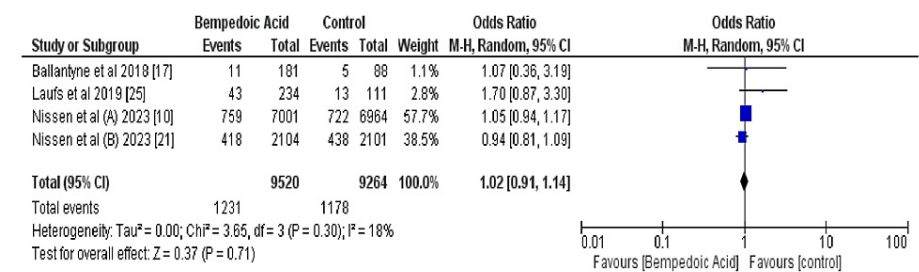 Bempedoic Acid Control Odds Ratio Odds Ratio
Study or Subgroup Events Total Events Total Weight M-H, Random, 95% CI M-H, Random, 95% CI
Ballantyne et al 2018 [17] 11 181 5 88 1.1% 1.07 [0.36, 3.19]
Laufs et al 2019 [25] 43 234 13 111 2.8% 1.70 [0.87, 3.30]
Nissen et al (A) 2023 [10] 759 7001 722 6964 57.7% 1.05 [0.94, 1.17]
Nissen et al (B) 2023 [21] 418 2104 438 2101 38.5% 0.94 [0.81, 1.09]
Total (95% CI) 9520 9264 100.0% 1.02 [0.91, 1.14]
Total events 1231 1178
Heterogeneity: Tau² = 0.00; Chi² = 3.65, df = 3 (P = 0.30); I² = 18%
Test for overall effect: Z = 0.37 (P = 0.71)
0.01 0.1 1 10 100
Favours [Bempedoic Acid] Favours [control]